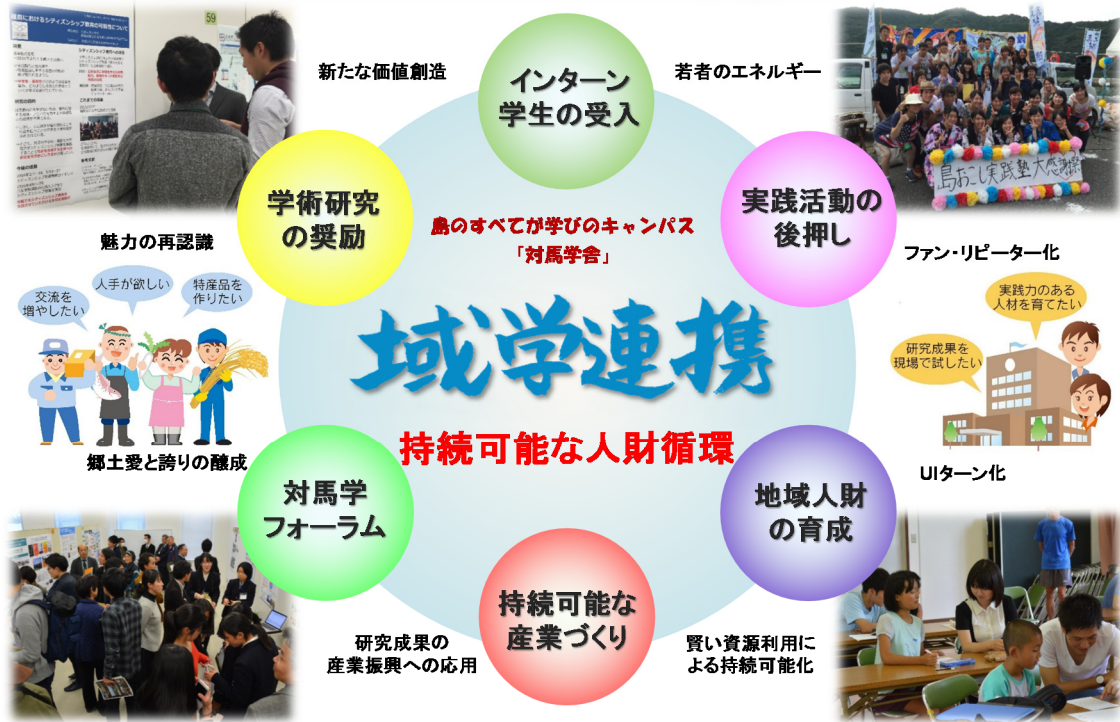 新たな価値創造
インターン
学生の受入
若者のエネルギー
59
島おこし実践塾大感謝祭
学術研究
の奨励
島のすべてが学びのキャンパス
「対馬学舎」
実践活動の
後押し
魅力の再認識
ファン・リピーター化
交流を
増やしたい
人手が欲しい
特産品を
作りたい
域学連携
実践力のある
人材を育てたい
研究成果を
現場で試したい
持続可能な人財循環
郷土愛と誇りの醸成
UIターン化
対馬学
フォーラム
地域人財
の育成
持続可能な
産業づくり
研究成果の
産業振興への応用
賢い資源利用に
よる持続可能化